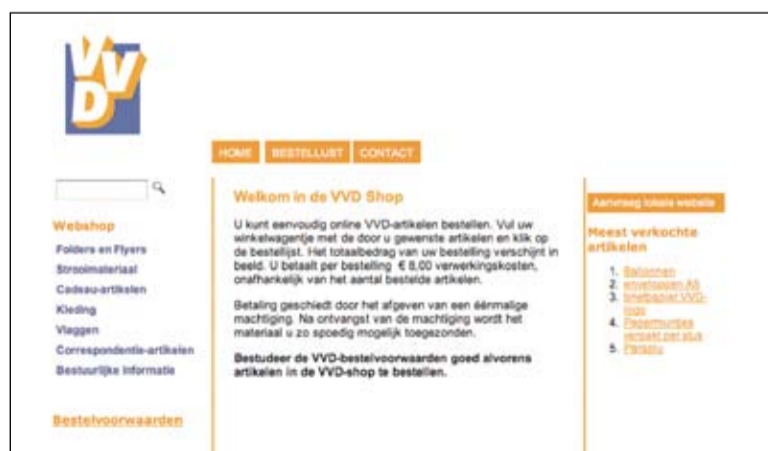 VVD
HOME BESTELLIJST CONTACT
Webshop
Folders en Flyers
Strooimateriaal
Cadeau-artikelen
Kleding
Vlaggen
Correspondentie-artikelen
Bestuurlijke Informatie
Bestelvoorwaarden
Welkom in de VVD Shop
U kunt eenvoudig online VVD-artikelen bestellen. Vul uw
winkelwagentje met de door u gewenste artikelen en klik op
de bestellijst. Het totaalbedrag van uw bestelling verschijnt in
beeld. U betaalt per bestelling € 8,00 verwerkingskosten,
onafhankelijk van het aantal bestelde artikelen.
Betaling geschiedt door het afgeven van een éénmalige
machtiging. Na ontvangst van de machtiging wordt het
materiaal u zo spoedig mogelijk toegezonden.
Bestudeer de VVD-bestelvoorwaarden goed alvorens
artikelen in de VVD-shop te bestellen.
Aanvraag lokale website
Meest verkochte
artikelen
1. Ballonnen
2. enveloppen A5
3. briefpapier VVD-
logo
4. Pepermuntjes
verpakt per stuk
5. Paraplu